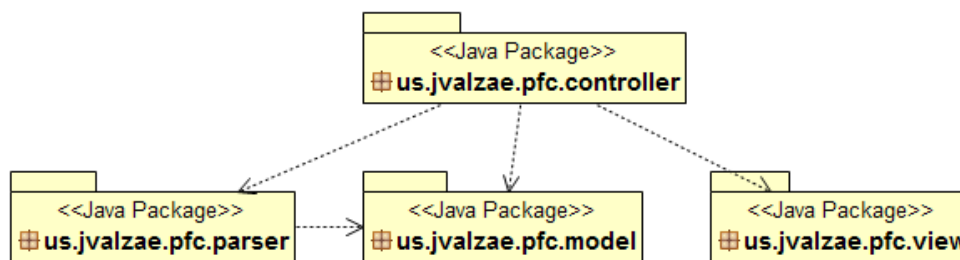 <<Java Package>>
us.jvalzae.pfc.controller
<<Java Package>>
us.jvalzae.pfc.parser
<<Java Package>>
us.jvalzae.pfc.model
<<Java Package>>
us.jvalzae.pfc.view